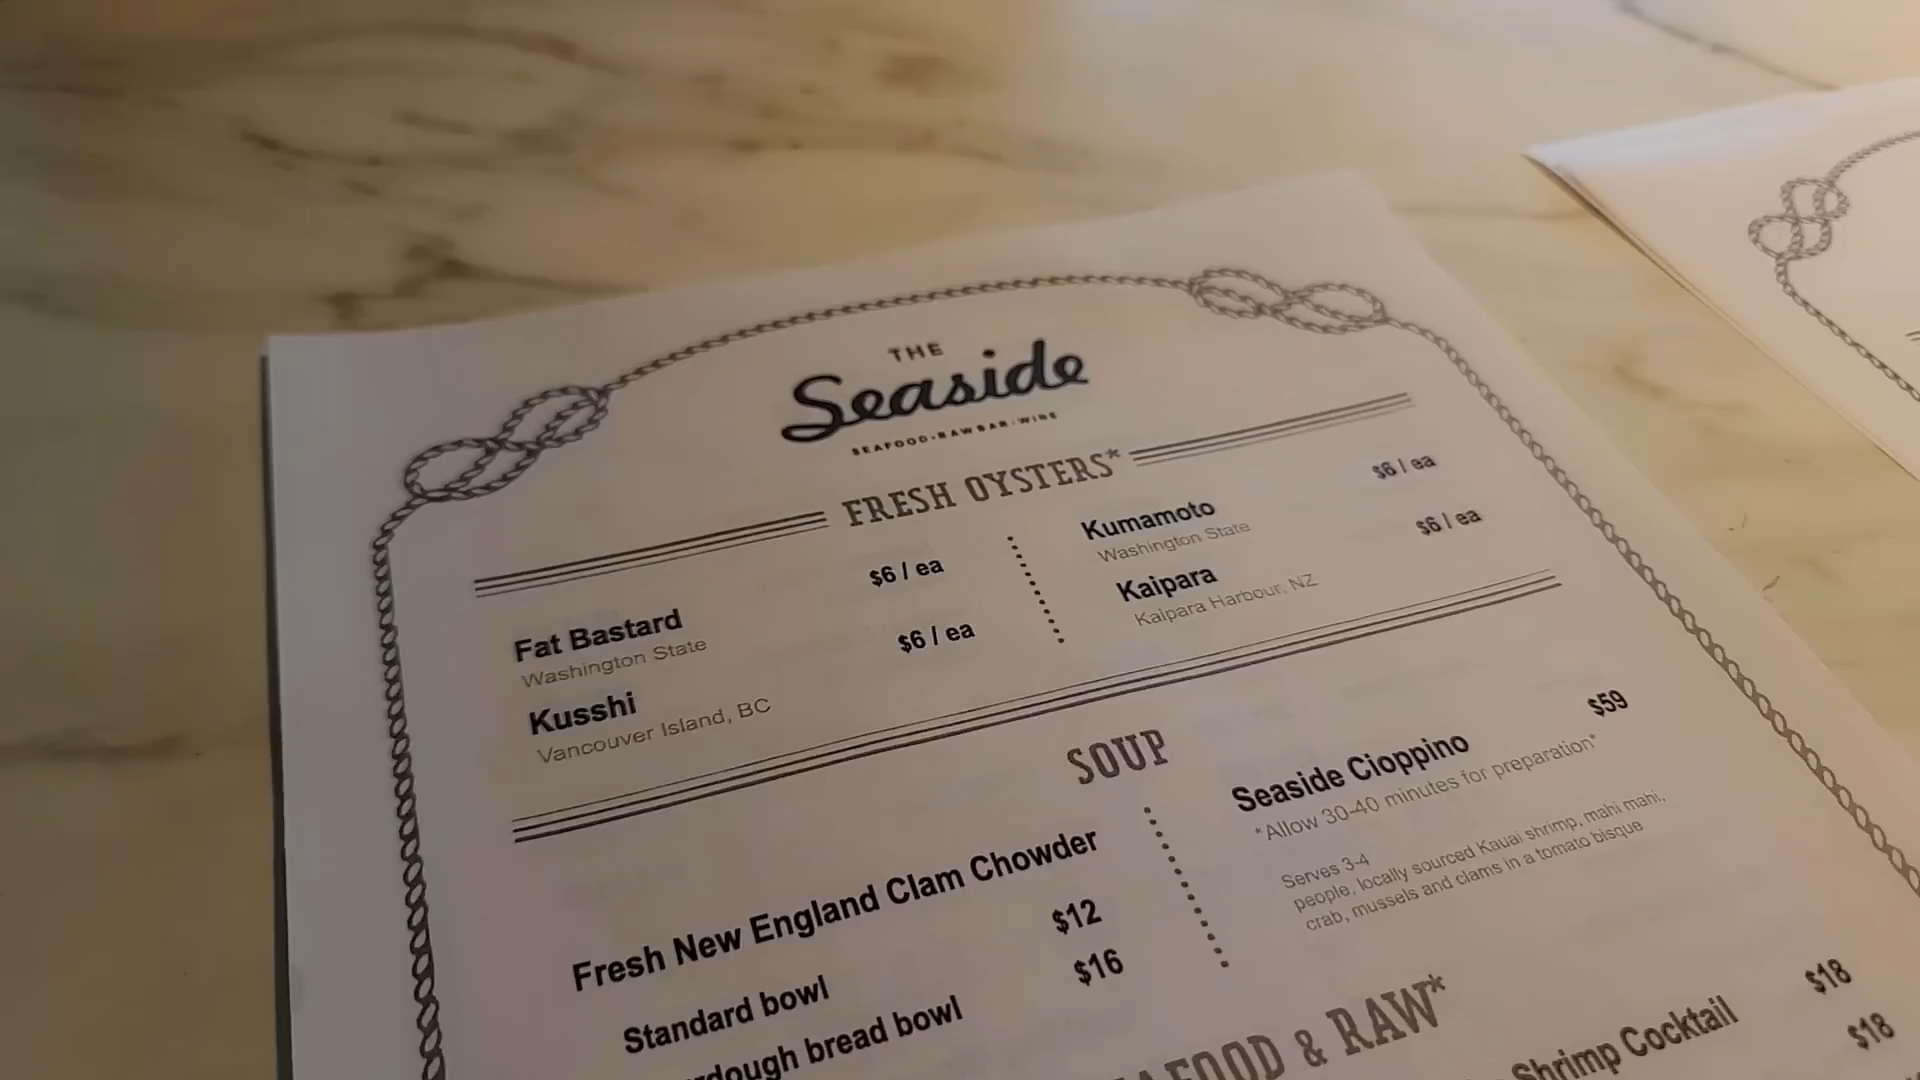 THE
Seaside
SEAFOOD • RAW BAR • WINE
FRESH OYSTERS*
Fat Bastard $6 / ea
Washington State
Kusshi $6 / ea
Vancouver Island, BC
Kumamoto $6 / ea
Washington State
Kaipara $6 / ea
Kaipara Harbour, NZ
SOUP
Fresh New England Clam Chowder
Standard bowl $12
dough bread bowl $16
Seaside Cioppino $59
*Allow 30-40 minutes for preparation*
Serves 3-4
people, locally sourced Kauai shrimp, mahi mahi,
crab, mussels and clams in a tomato bisque
AFOOD & RAW*
Shrimp Cocktail $18
$18